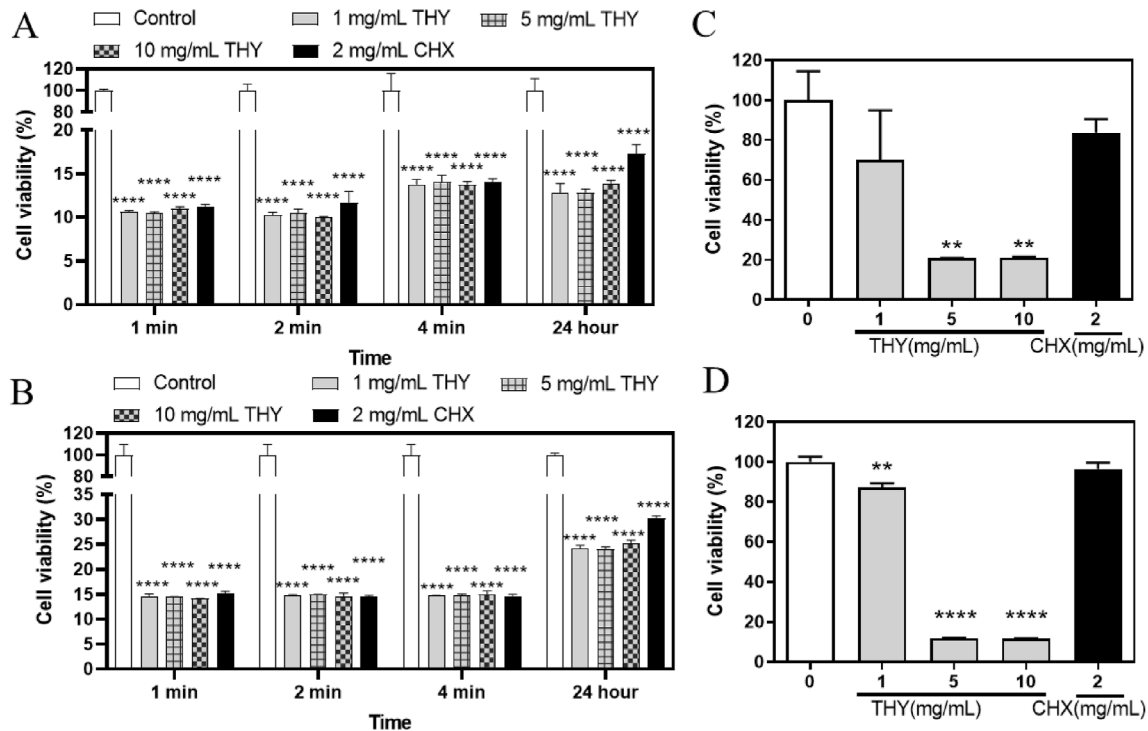 A
Control
1 mg/mL THY
5 mg/mL THY
10 mg/mL THY
2 mg/mL CHX
Cell viability (%)
120
100
80
20
15
10
5
0
**** **** **** ****
**** **** **** ****
**** **** **** ****
**** **** **** ****
1 min
2 min
4 min
24 hour
Time
B
Control
1 mg/mL THY
5 mg/mL THY
10 mg/mL THY
2 mg/mL CHX
Cell viability (%)
120
100
80
35
30
25
20
15
10
5
0
**** **** **** ****
**** **** **** ****
**** **** **** ****
**** **** **** ****
1 min
2 min
4 min
24 hour
Time
C
Cell viability (%)
120
100
80
60
40
20
0
** **
0 1 5 10 2
THY(mg/mL) CHX(mg/mL)
D
Cell viability (%)
120
100
80
60
40
20
0
** **** ****
0 1 5 10 2
THY(mg/mL) CHX(mg/mL)